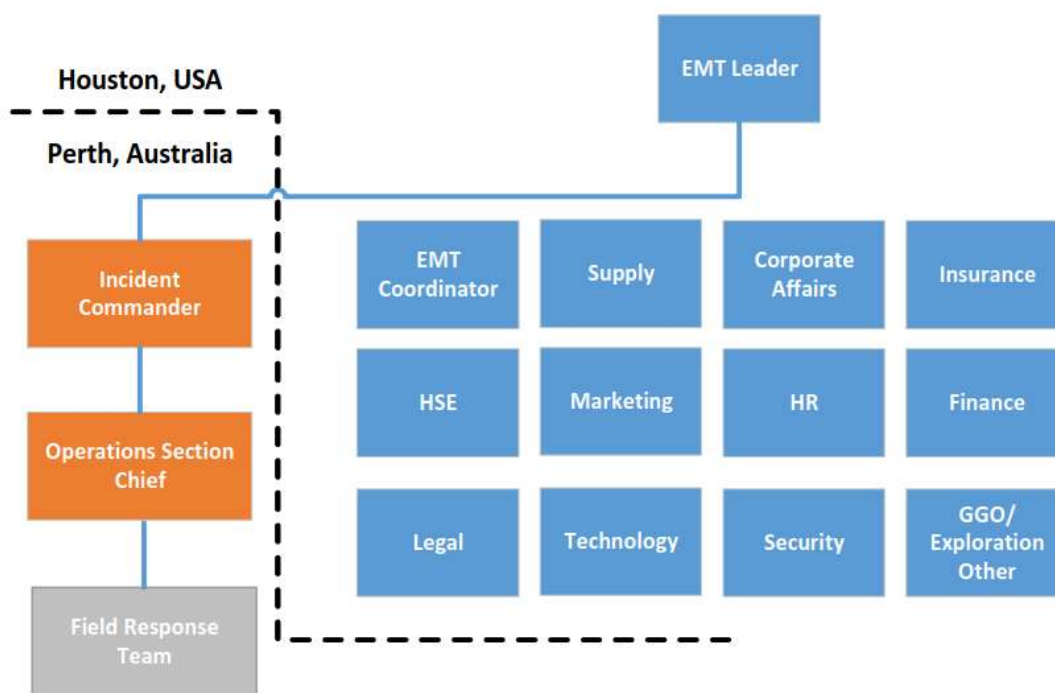 EMT Leader
Houston, USA
Perth, Australia
Incident
Commander
EMT
Coordinator
Supply
Corporate
Affairs
Insurance
HSE
Marketing
HR
Finance
Operations Section
Chief
Legal
Technology
Security
GGO/
Exploration
Other
Field Response
Team